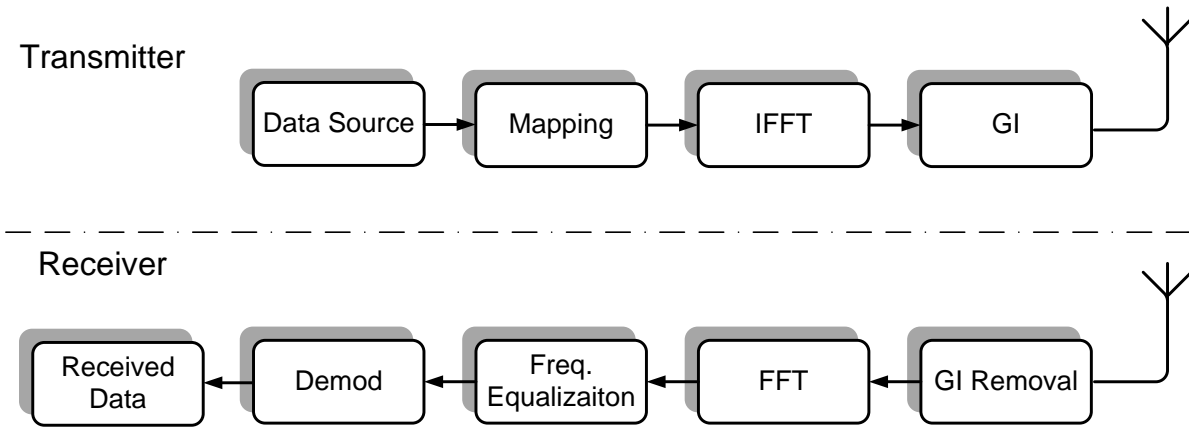 Transmitter
Data Source
Mapping
IFFT
GI
Receiver
Received
Data
Demod
Freq.
Equalizaiton
FFT
GI Removal